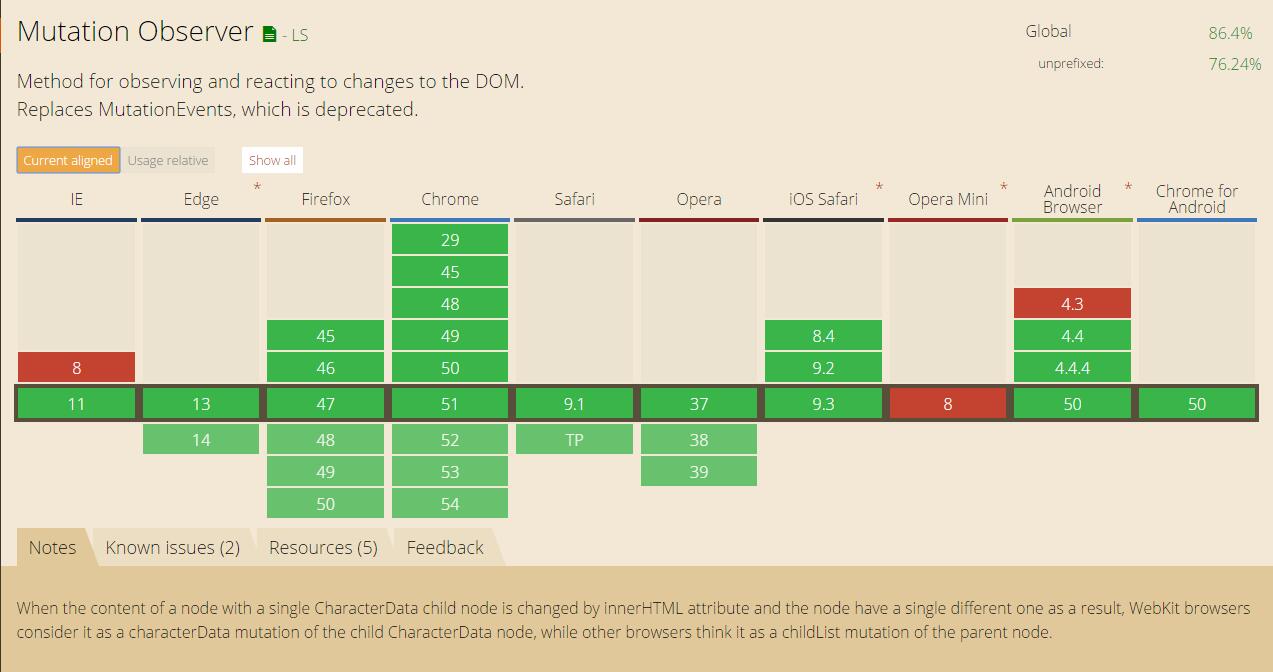 Mutation Observer - LS
Global 86.4%
unprefixed: 76.24%
Method for observing and reacting to changes to the DOM.
Replaces MutationEvents, which is deprecated.
Current aligned Usage relative Show all
IE Edge * Firefox Chrome Safari Opera iOS Safari * Opera Mini * Android Browser * Chrome for Android
29
45
48 4.3
45 49 8.4 4.4
8 46 50 9.2 4.4.4
11 13 47 51 9.1 37 9.3 8 50 50
14 48 52 TP 38
49 53 39
50 54
Notes Known issues (2) Resources (5) Feedback
When the content of a node with a single CharacterData child node is changed by innerHTML attribute and the node have a single different one as a result, WebKit browsers
consider it as a characterData mutation of the child CharacterData node, while other browsers think it as a childList mutation of the parent node.